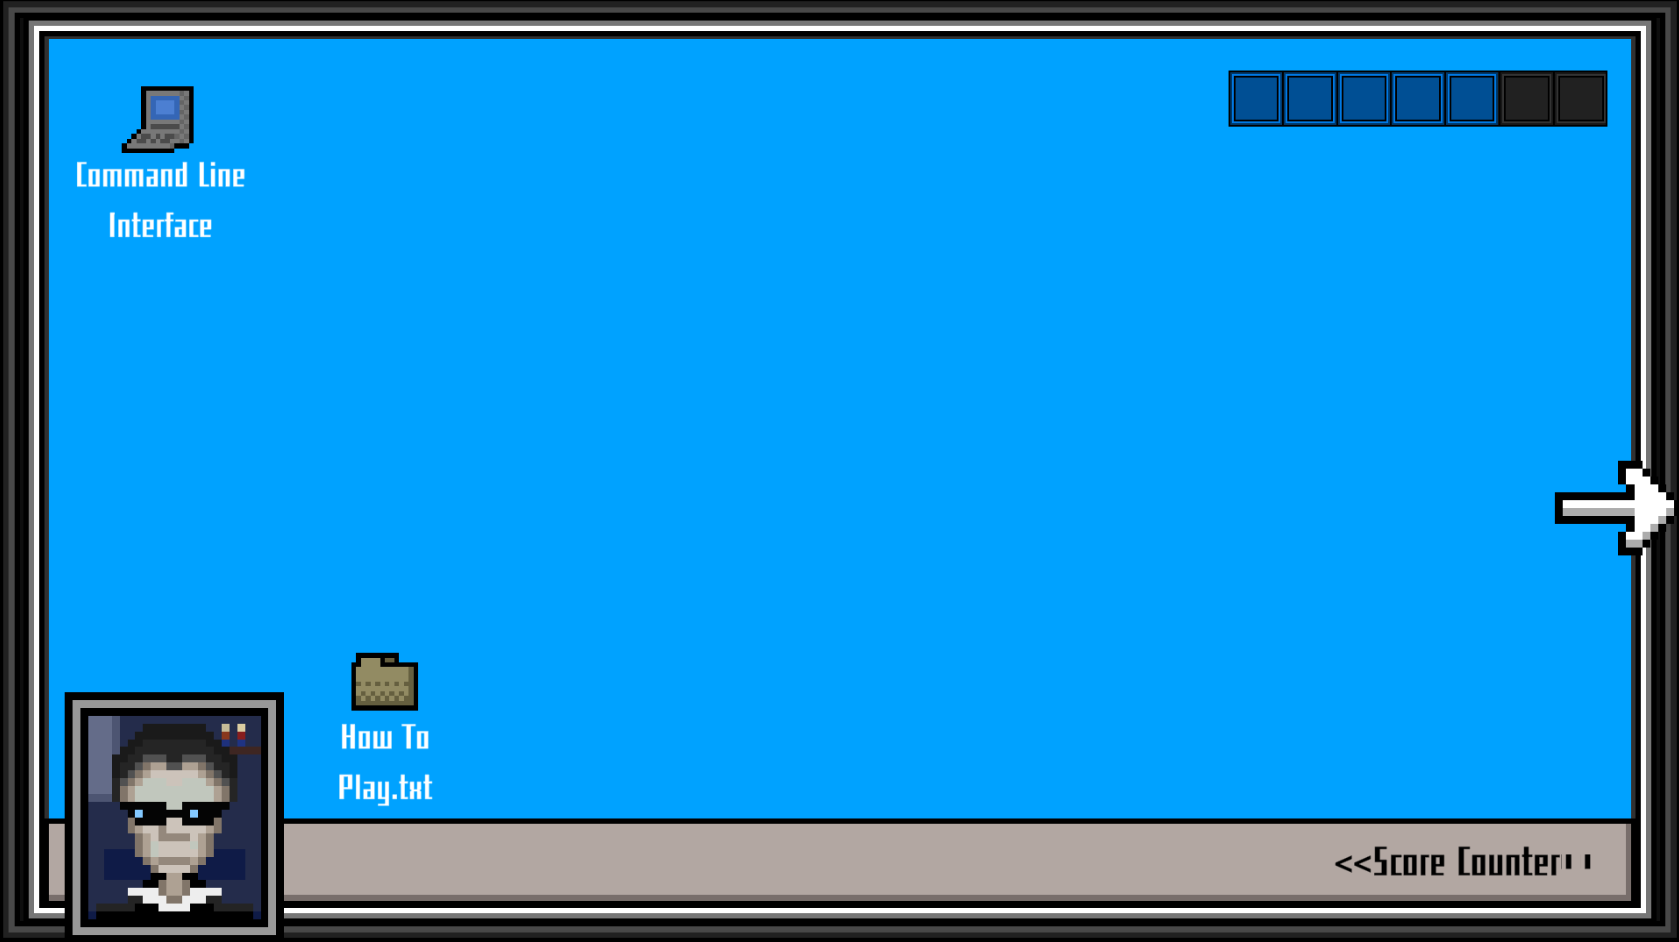 Command Line
Interface
How To
Play.txt
<<Score Counter